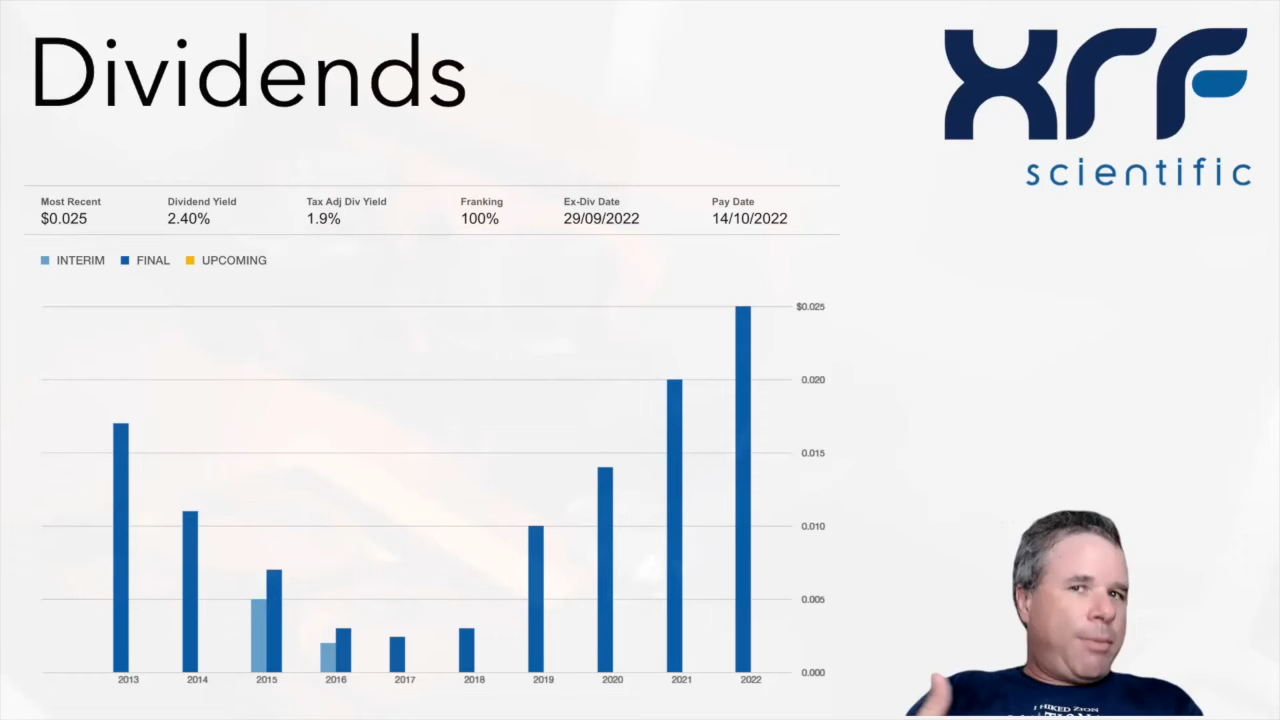 Dividends
xrf
scientific
Most Recent Dividend Yield Tax Adj Div Yield Franking Ex-Div Date Pay Date
$0.025 2.40% 1.9% 100% 29/09/2022 14/10/2022
INTERIM FINAL UPCOMING
$0.025
0.020
0.015
0.010
0.005
0.000
2013 2014 2015 2016 2017 2018 2019 2020 2021 2022
I HIKED ZION